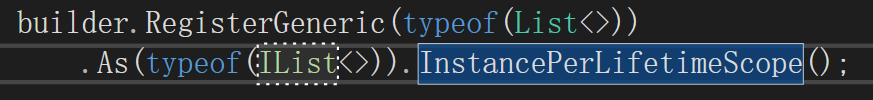 builder.RegisterGeneric(typeof(List<>))
.As(typeof(IList<>)).InstancePerLifetimeScope();